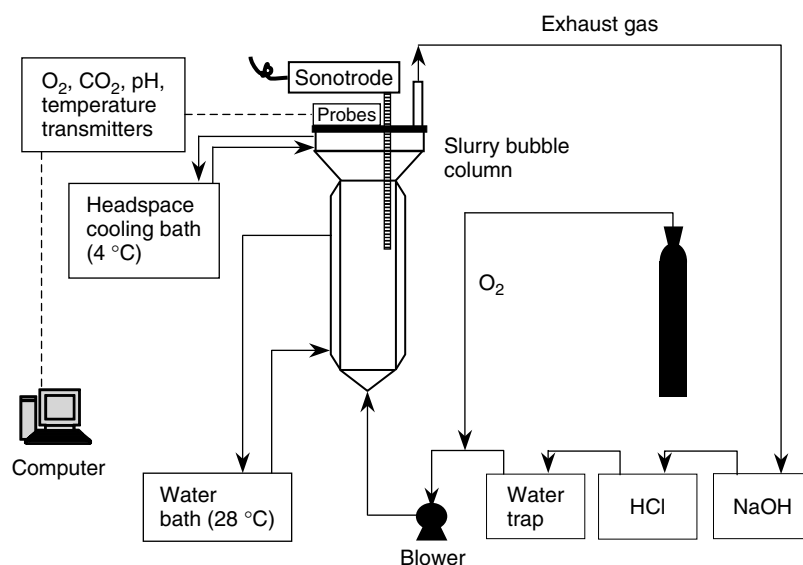 Exhaust gas
Sonotrode
O₂, CO₂, pH,
temperature
transmitters
Probes
Slurry bubble
column
Headspace
cooling bath
(4 °C)
O₂
Computer
Water
bath (28 °C)
Blower
Water
trap
HCl
NaOH